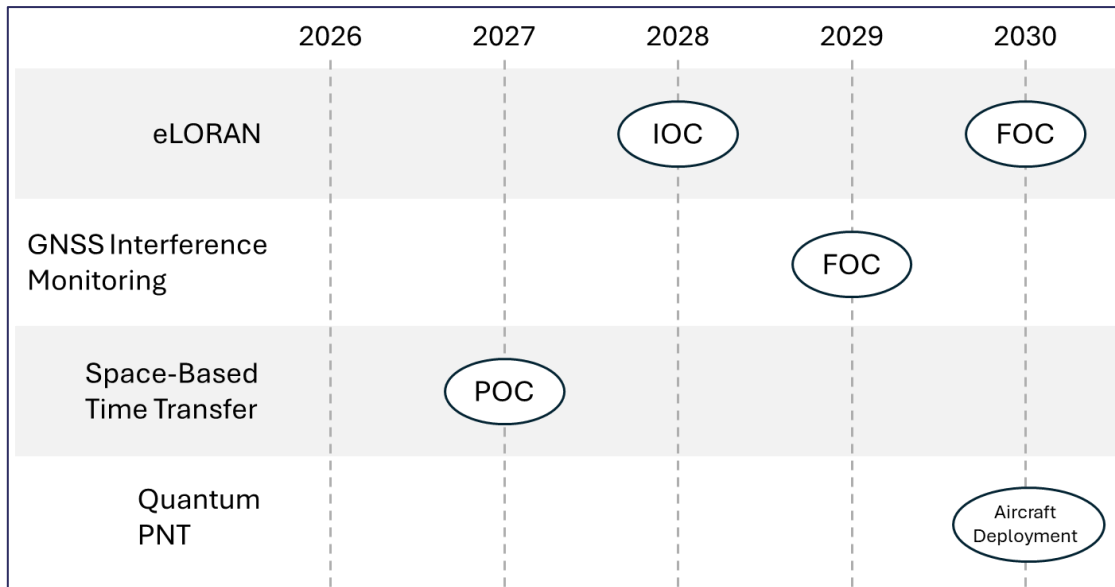 2026 2027 2028 2029 2030
eLORAN IOC FOC
GNSS Interference
Monitoring
FOC
Space-Based
Time Transfer
POC
Quantum
PNT
Aircraft
Deployment